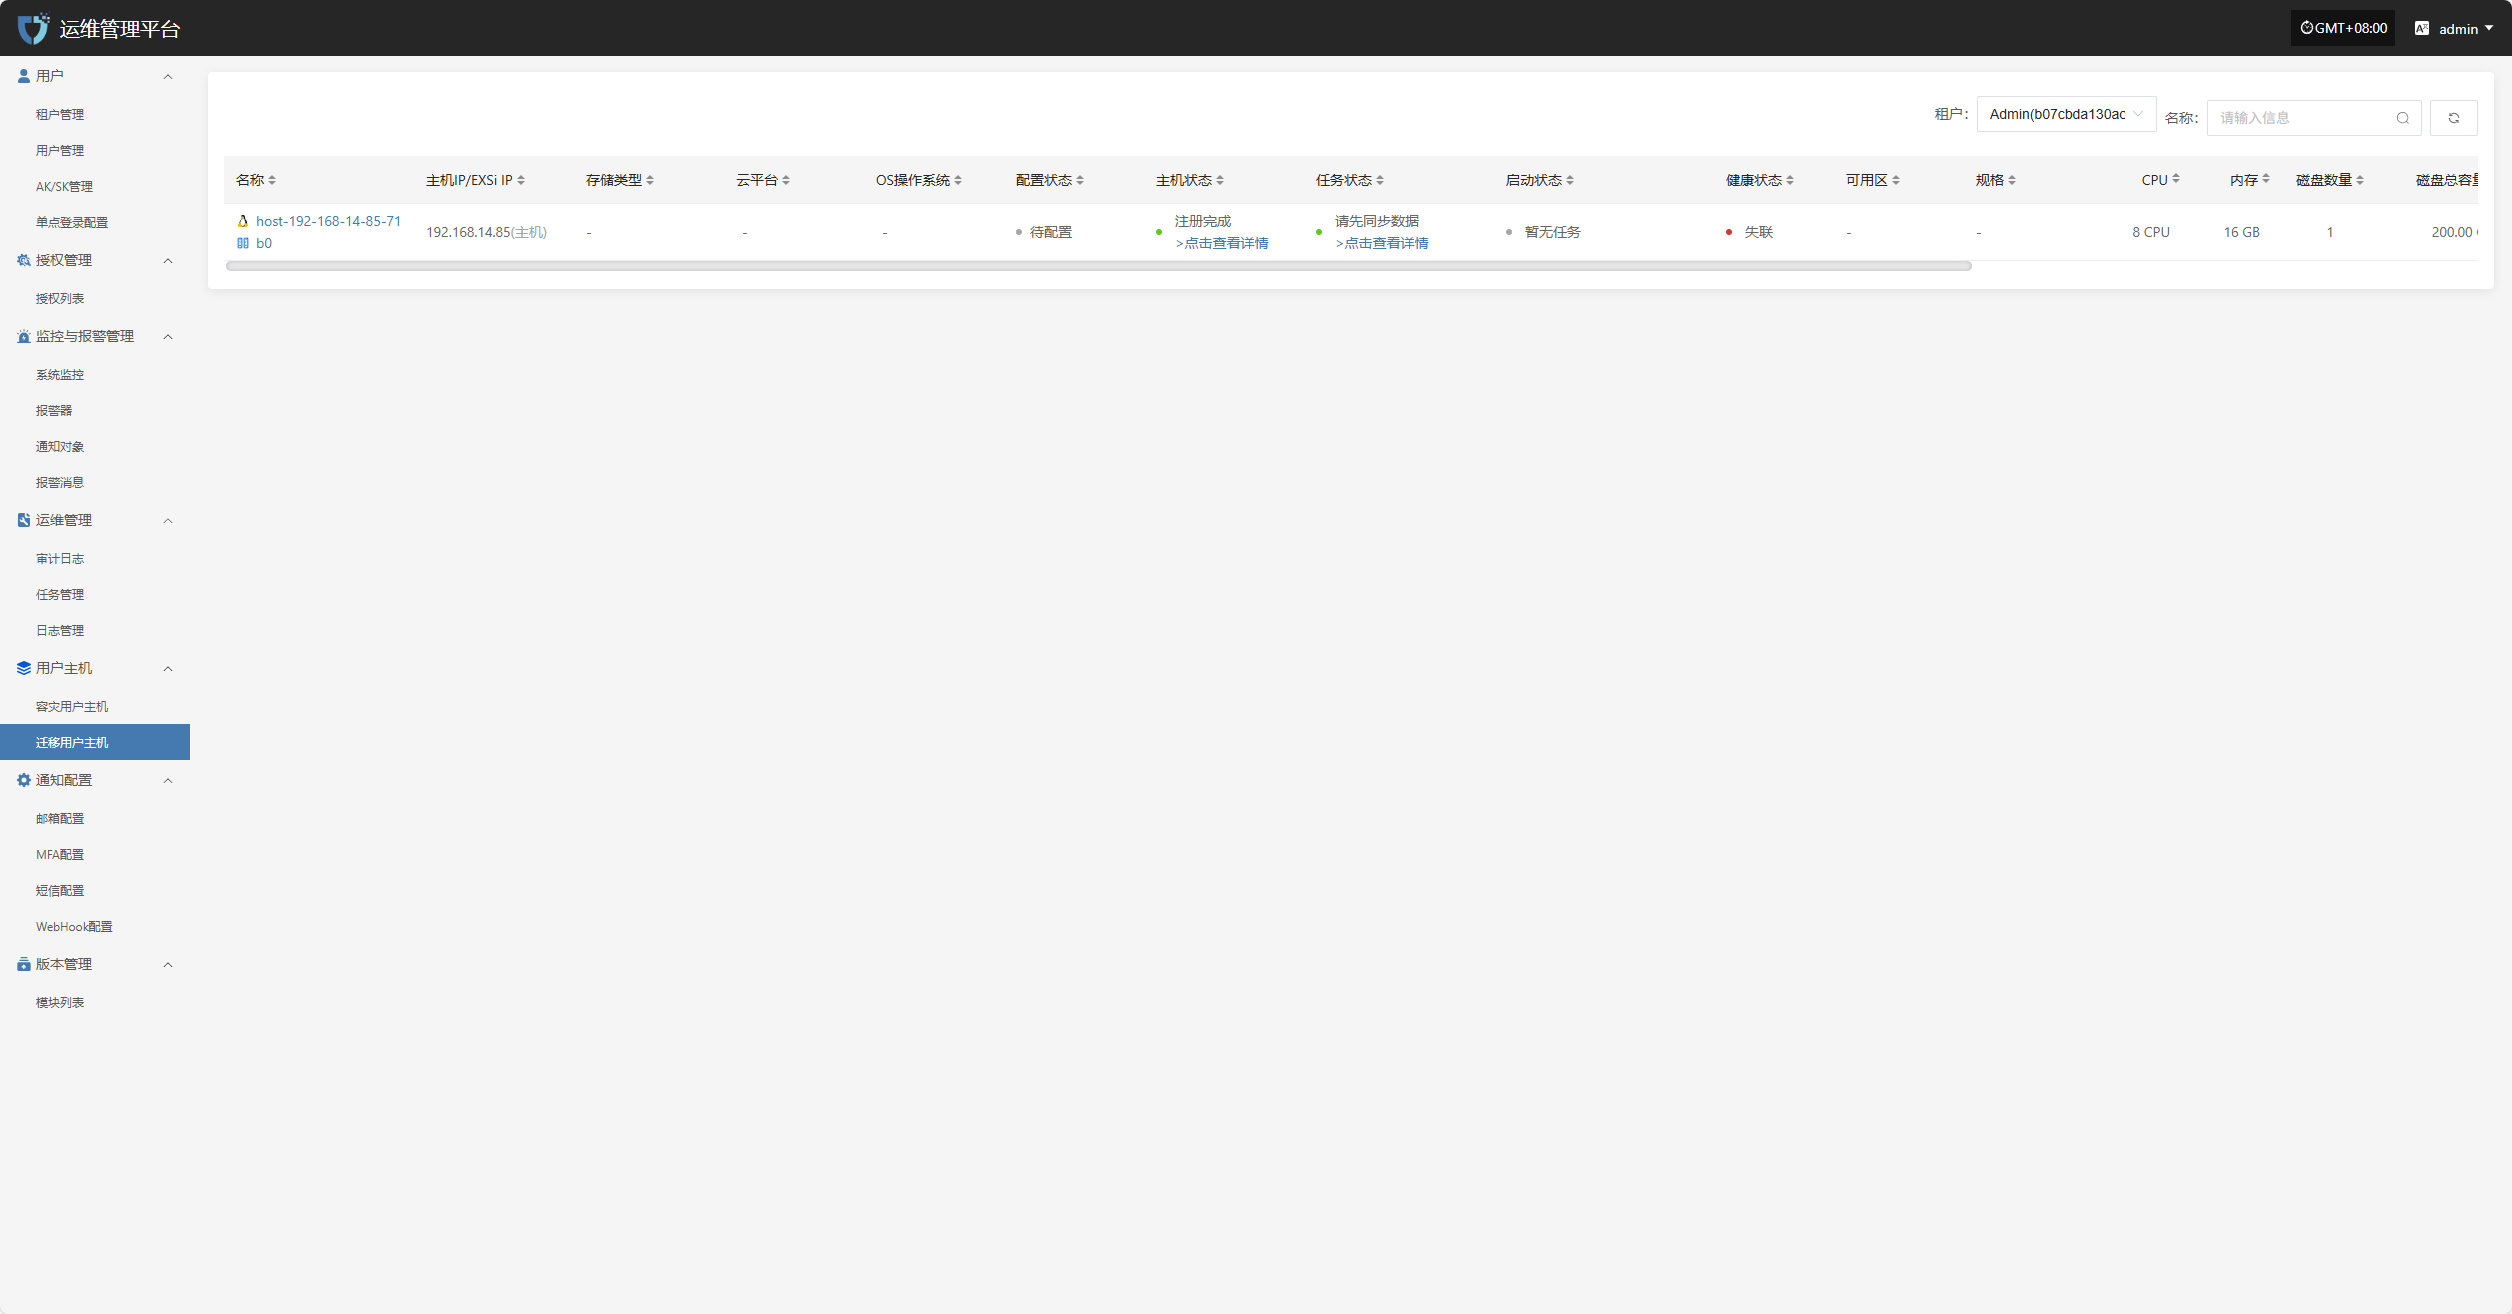 运维管理平台
GMT+08:00
admin
用户
租户管理
用户管理
AK/SK管理
单点登录配置
授权管理
授权列表
监控与报警管理
系统监控
报警器
通知对象
报警消息
运维管理
审计日志
任务管理
日志管理
用户主机
容灾用户主机
迁移用户主机
通知配置
邮箱配置
MFA配置
短信配置
WebHook配置
版本管理
模块列表
租户: Admin(b07cbda130ac 名称: 请输入信息
名称 主机IP/EXSi IP 存储类型 云平台 OS操作系统 配置状态 主机状态 任务状态 启动状态 健康状态 可用区 规格 CPU 内存 磁盘数量 磁盘总容量
host-192-168-14-85-71
b0
192.168.14.85(主机) - - - 待配置
注册完成
>点击查看详情
请先同步数据
>点击查看详情
暂无任务 失联 - - 8 CPU 16 GB 1 200.00